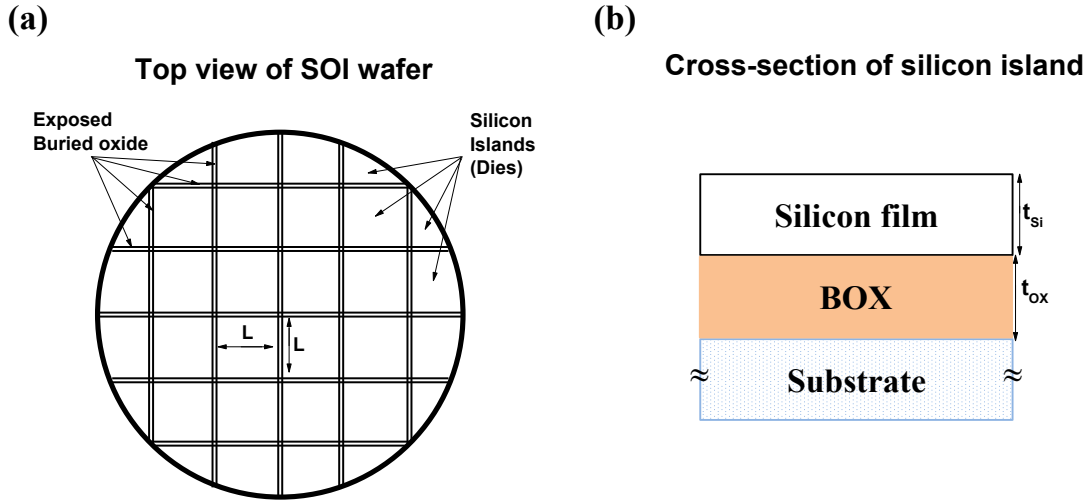 (a)
Top view of SOI wafer
Exposed
Buried oxide
Silicon
Islands
(Dies)
L
L
(b)
Cross-section of silicon island
Silicon film
tSi
BOX
tOX
≈ Substrate ≈